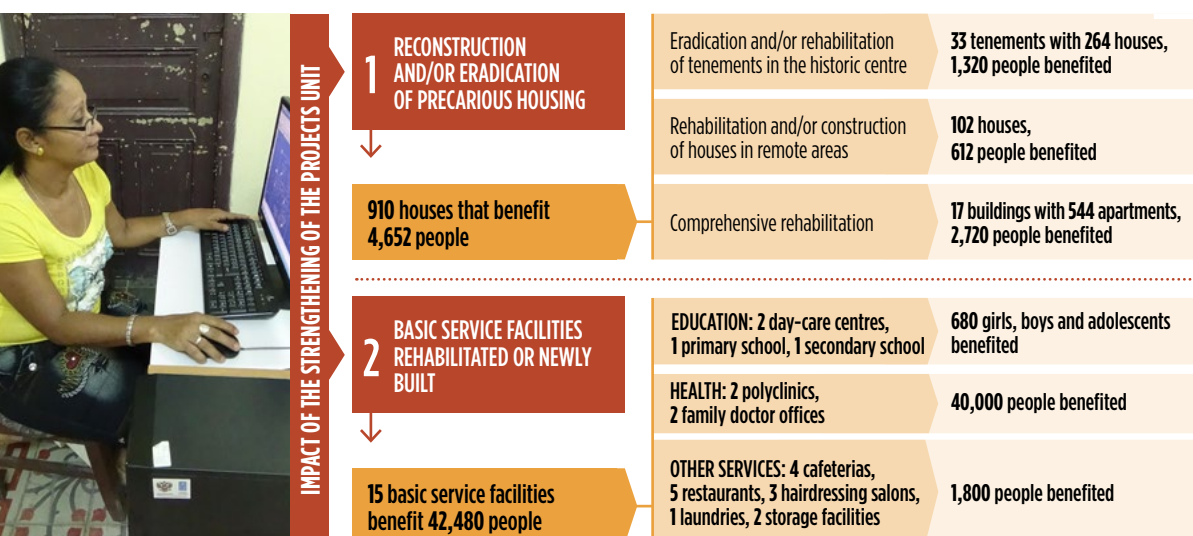 IMPACT OF THE STRENGTHENING OF THE PROJECTS UNIT
1
RECONSTRUCTION
AND/OR ERADICATION
OF PRECARIOUS HOUSING
910 houses that benefit
4,652 people
Eradication and/or rehabilitation
of tenements in the historic centre
33 tenements with 264 houses,
1,320 people benefited
Rehabilitation and/or construction
of houses in remote areas
102 houses,
612 people benefited
Comprehensive rehabilitation
17 buildings with 544 apartments,
2,720 people benefited
2
BASIC SERVICE FACILITIES
REHABILITATED OR NEWLY
BUILT
15 basic service facilities
benefit 42,480 people
EDUCATION: 2 day-care centres,
1 primary school, 1 secondary school
680 girls, boys and adolescents
benefited
HEALTH: 2 polyclinics,
2 family doctor offices
40,000 people benefited
OTHER SERVICES: 4 cafeterias,
5 restaurants, 3 hairdressing salons,
1 laundries, 2 storage facilities
1,800 people benefited